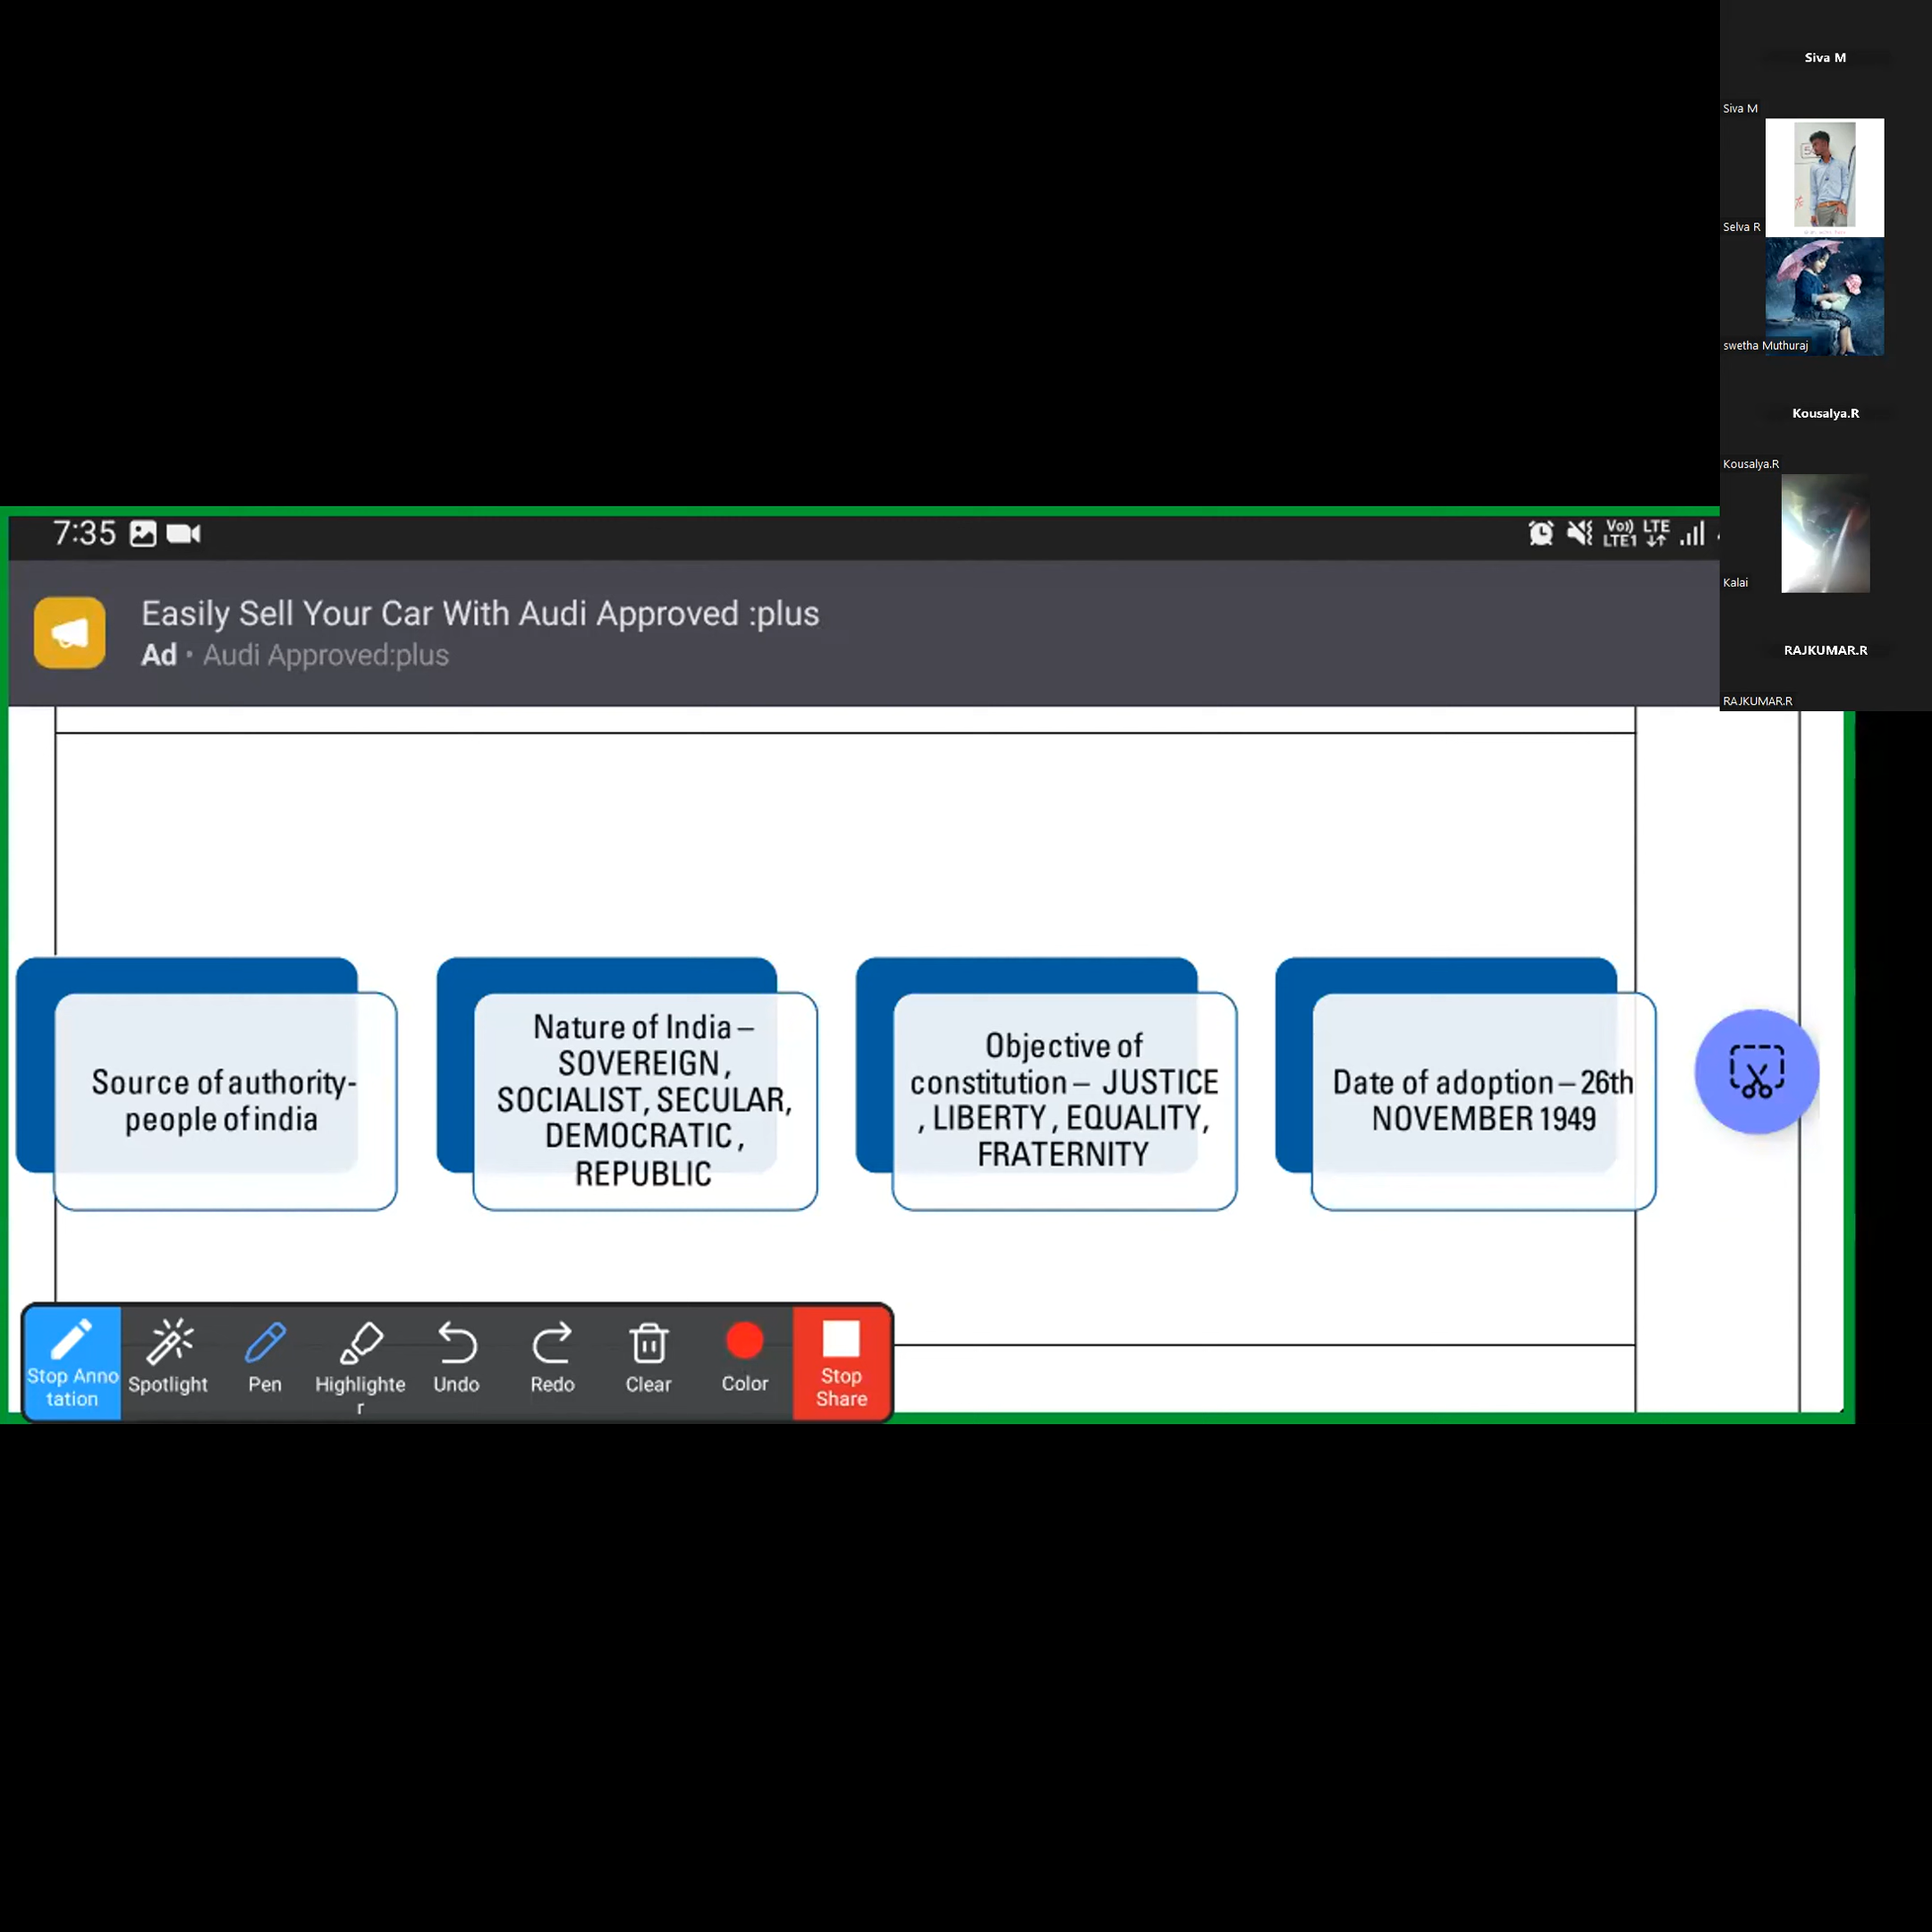 Siva M
Siva M
Selva R
swetha Muthuraj
Kousalya.R
Kousalya.R
Kalai
RAJKUMAR.R
RAJKUMAR.R
7:35
Vo)) LTE
LTE1
Easily Sell Your Car With Audi Approved :plus
Ad • Audi Approved:plus
Source of authority-
people of india
Nature of India –
SOVEREIGN ,
SOCIALIST, SECULAR,
DEMOCRATIC ,
REPUBLIC
Objective of
constitution – JUSTICE
, LIBERTY , EQUALITY,
FRATERNITY
Date of adoption – 26th
NOVEMBER 1949
Stop Anno
tation
Spotlight
Pen
Highlighte
r
Undo
Redo
Clear
Color
Stop
Share